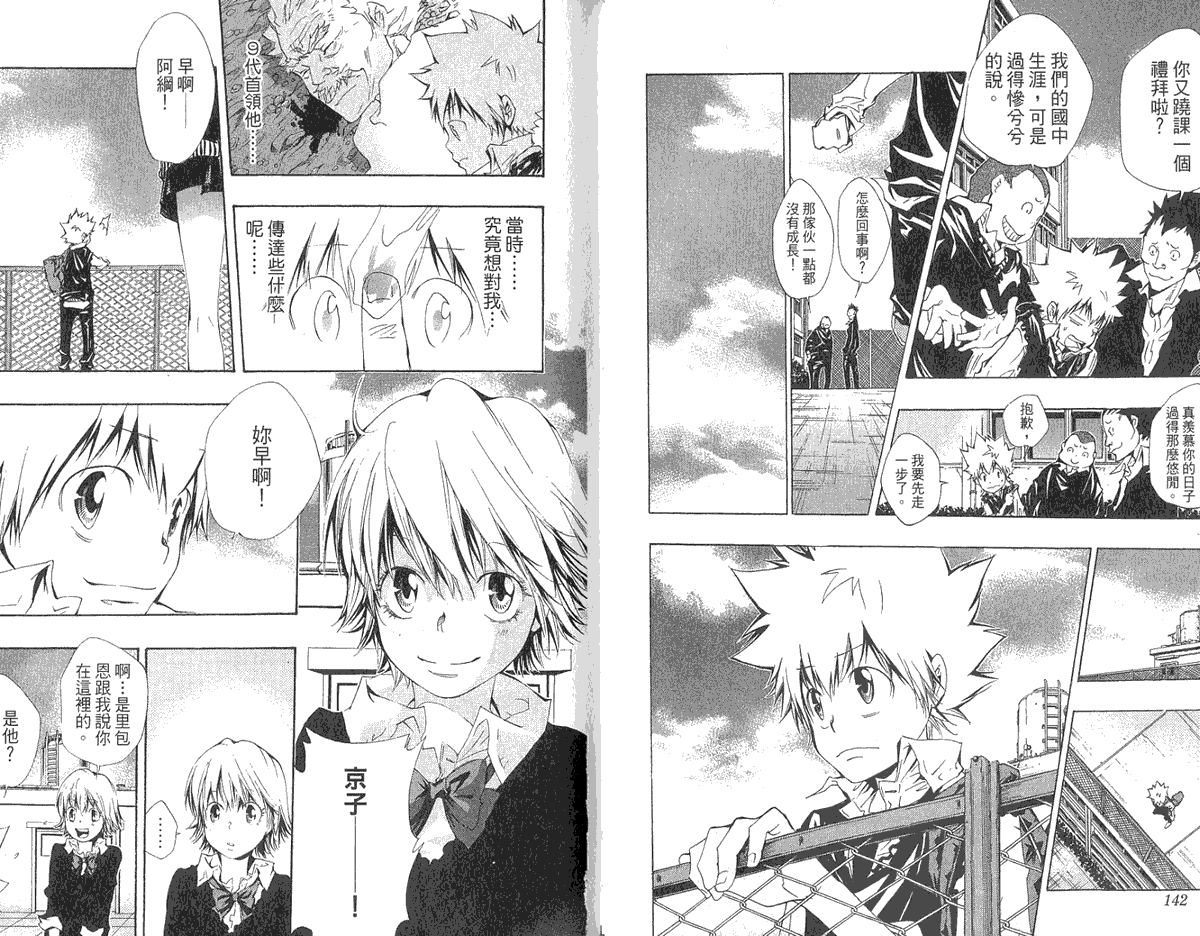 你又蹺課一個
禮拜啦？
我們的國中
生涯，可是
過得慘兮兮
的說。
怎麼回事啊？
那傢伙一點都
沒有成長！
真羨慕你的日子
過得那麼悠閒。
抱歉，
我要先走
一步了。
142
9代首領他……
早啊——
阿綱！
當時……
究竟想對我…
傳達些什麼—
呢……
妳早啊！
京子——！
……
啊…是里包
恩跟我說你
在這裡的。
是他？